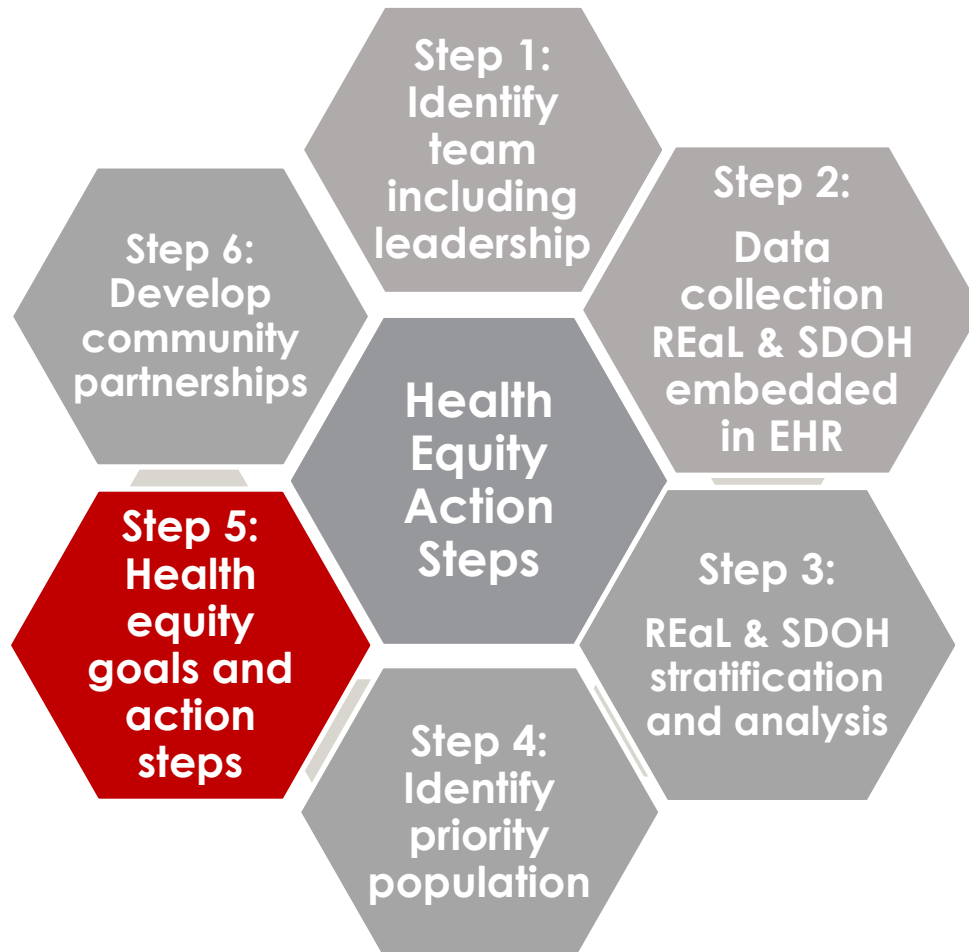 Step 1:
Identify
team
including
leadership
Step 2:
Data
collection
REaL & SDOH
embedded
in EHR
Step 3:
REaL & SDOH
stratification
and analysis
Step 4:
Identify
priority
population
Step 5:
Health
equity
goals and
action
steps
Step 6:
Develop
community
partnerships
Health
Equity
Action
Steps